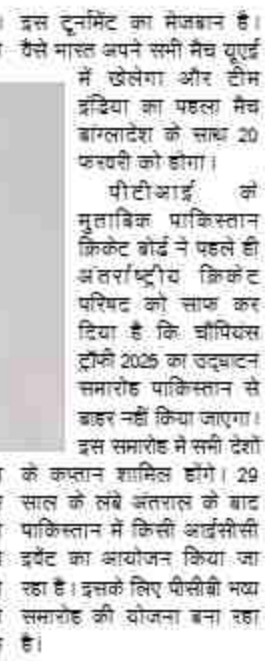 इस टूर्नामेंट का मेजबान है।
वैसे भारत अपने सभी मैच यूएई
में खेलेगा और टीम
इंडिया का पहला मैच
बांग्लादेश के साथ 20
फरवरी को होगा।
पीटीआई के
मुताबिक पाकिस्तान
क्रिकेट बोर्ड ने पहले ही
अंतर्राष्ट्रीय क्रिकेट
परिषद को साफ कर
दिया है कि चौंपियंस
ट्रॉफी 2025 का उद्घाटन
समारोह पाकिस्तान से
बाहर नहीं किया जाएगा।
इस समारोह में सभी देशों
के कप्तान शामिल होंगे। 29
साल के लंबे अंतराल के बाद
पाकिस्तान में किसी आईसीसी
इवेंट का आयोजन किया जा
रहा है। इसके लिए पीसीबी भव्य
समारोह की योजना बना रहा
है।